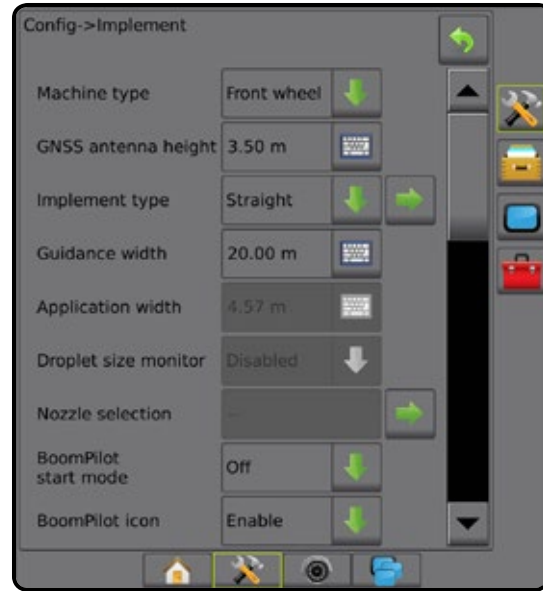 Config->Implement
Machine type Front wheel
GNSS antenna height 3.50 m
Implement type Straight
Guidance width 20.00 m
Application width 4.57 m
Droplet size monitor Disabled
Nozzle selection --
BoomPilot
start mode Off
BoomPilot icon Enable